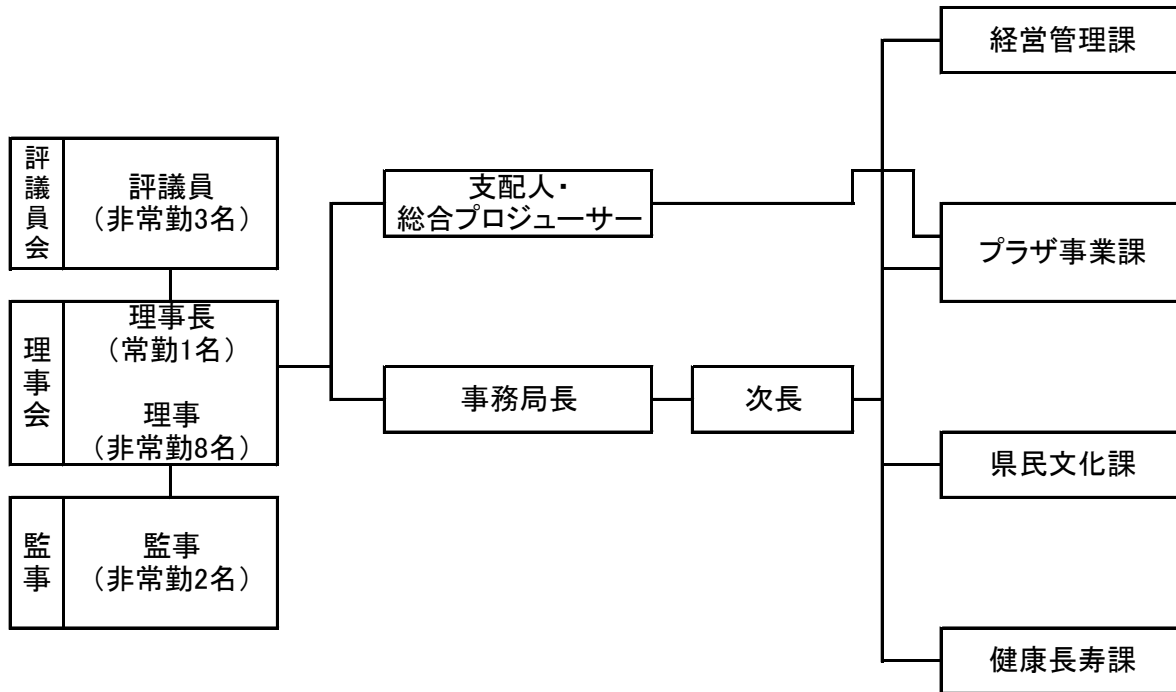 評議員会
評議員
（非常勤3名）
理事会
理事長
（常勤1名）
理事
（非常勤8名）
監事
監事
（非常勤2名）
支配人・
総合プロジューサー
事務局長
次長
経営管理課
プラザ事業課
県民文化課
健康長寿課